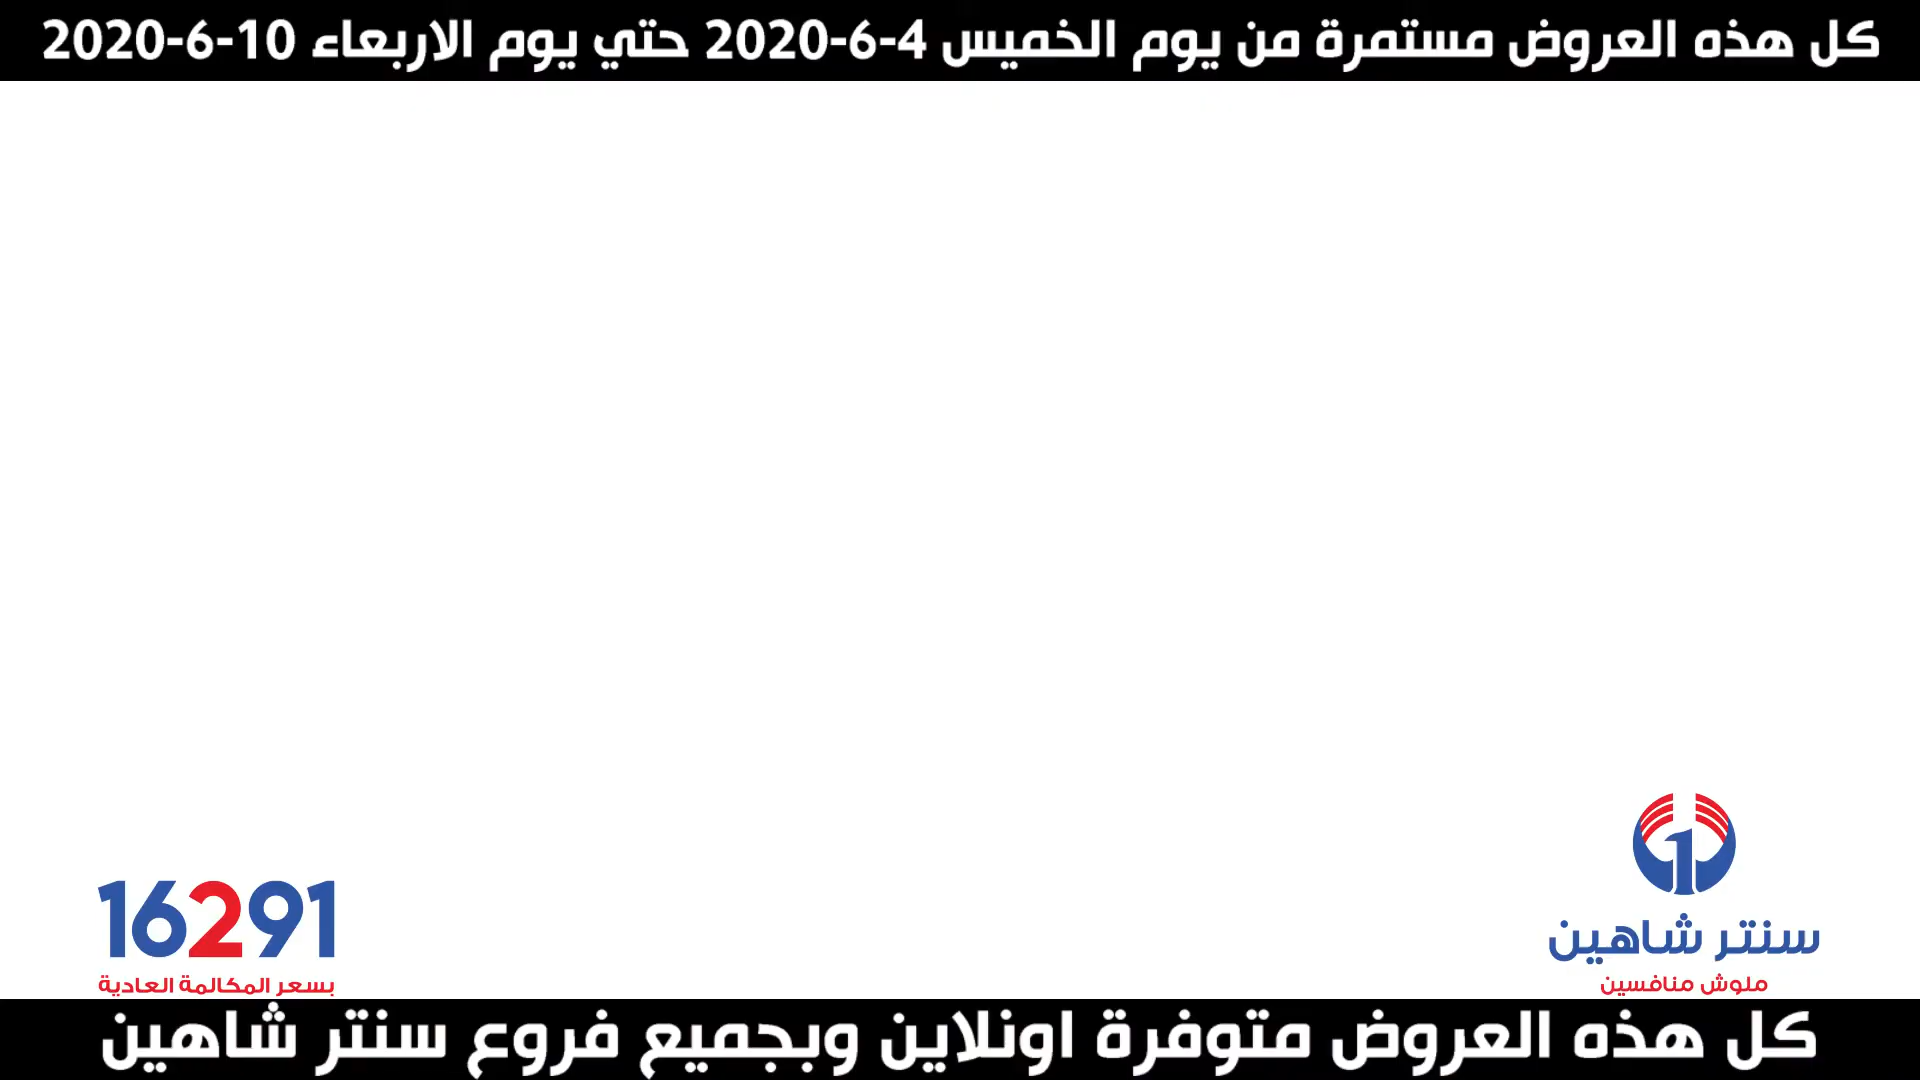 كل هذه العروض مستمرة من يوم الخميس 4-6-2020 حتي يوم الاربعاء 10-6-2020
سنتر شاهين
ملوش منافسين
16291
بسعر المكالمة العادية
كل هذه العروض متوفرة اونلاين وبجميع فروع سنتر شاهين